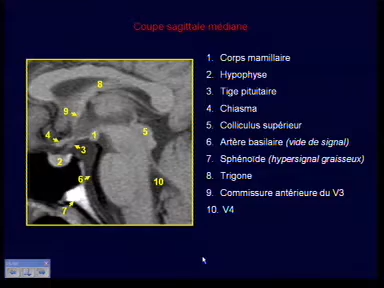 Coupe sagittale médiane
1. Corps mamillaire
2. Hypophyse
3. Tige pituitaire
4. Chiasma
5. Colliculus supérieur
6. Artère basilaire (vide de signal)
7. Sphénoïde (hypersignal graisseux)
8. Trigone
9. Commissure antérieure du V3
10. V4
8
9
4
1
3
5
2
6
10
7